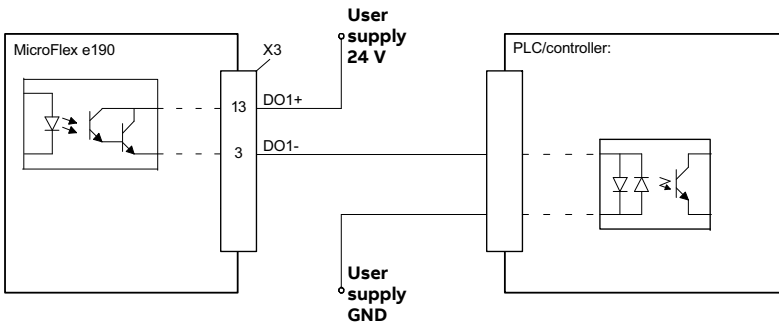 User
supply
24 V
MicroFlex e190
X3
PLC/controller:
13
DO1+
3
DO1-
User
supply
GND